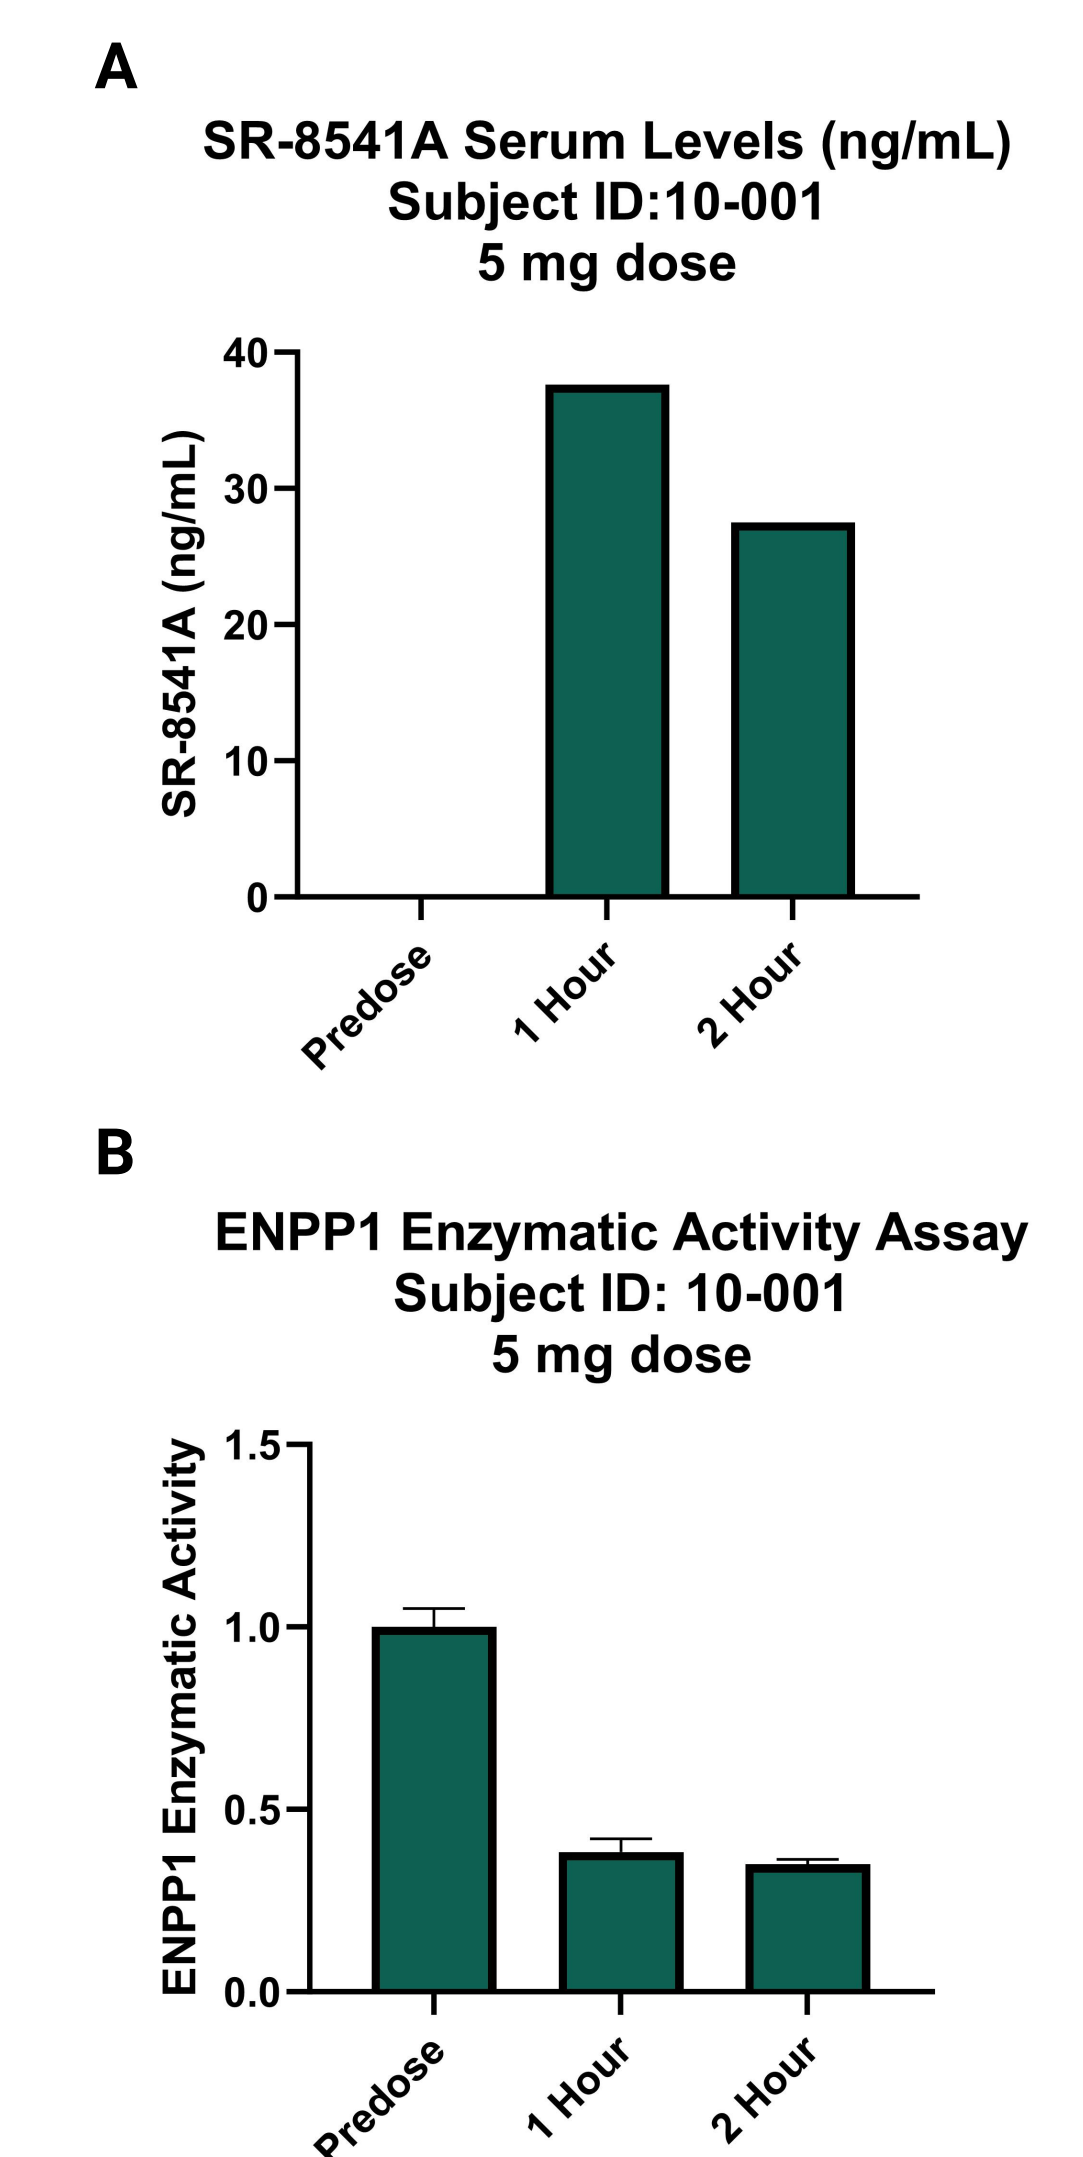 A
SR-8541A Serum Levels (ng/mL)
Subject ID:10-001
5 mg dose
SR-8541A (ng/mL)
40
30
20
10
0
Predose
1 Hour
2 Hour
B
ENPP1 Enzymatic Activity Assay
Subject ID: 10-001
5 mg dose
ENPP1 Enzymatic Activity
1.5
1.0
0.5
0.0
Predose
1 Hour
2 Hour